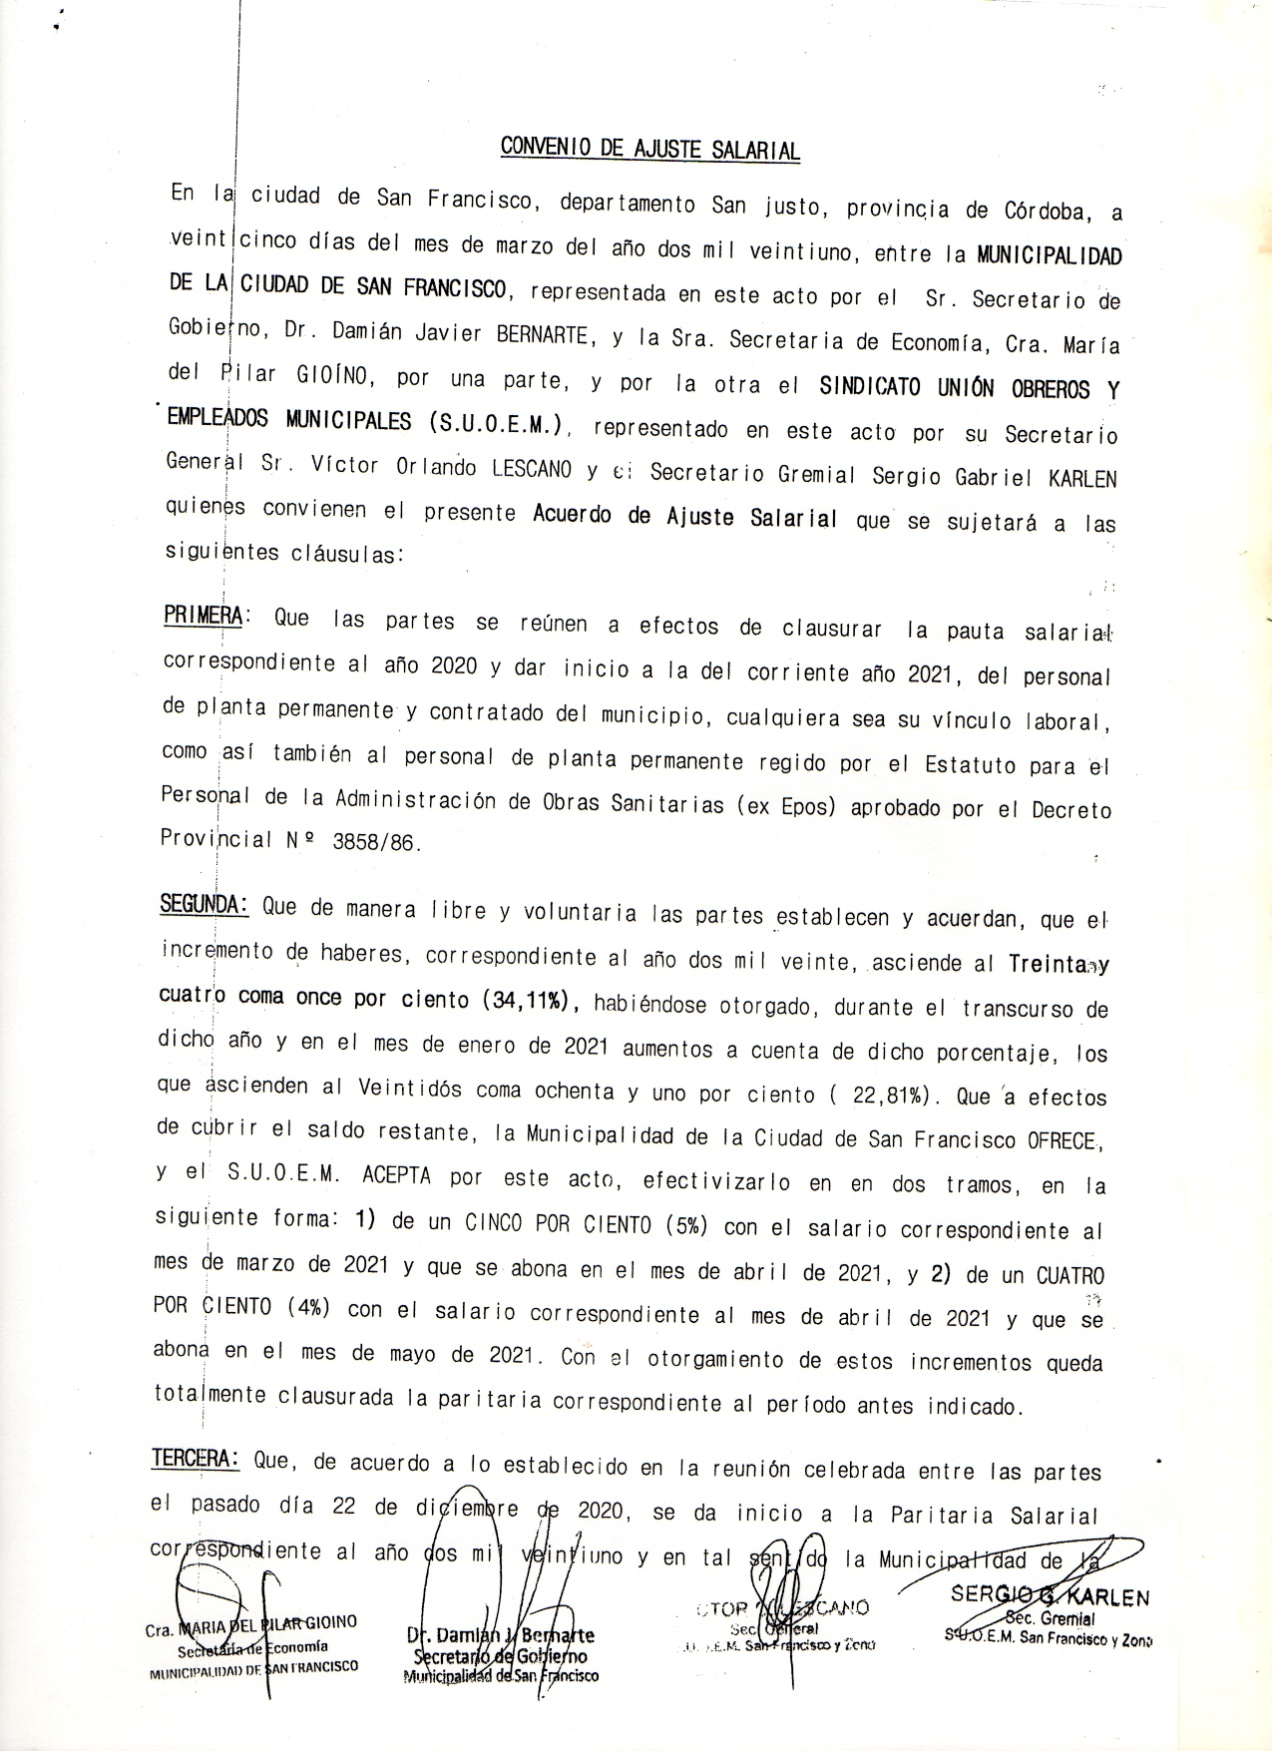 CONVENIO DE AJUSTE SALARIAL
En la ciudad de San Francisco, departamento San justo, provincia de Córdoba, a
veinticinco días del mes de marzo del año dos mil veintiuno, entre la MUNICIPALIDAD
DE LA CIUDAD DE SAN FRANCISCO, representada en este acto por el Sr. Secretario de
Gobierno, Dr. Damián Javier BERNARTE, y la Sra. Secretaria de Economía, Cra. María
del Pilar GIOÍNO, por una parte, y por la otra el SINDICATO UNIÓN OBREROS Y
EMPLEADOS MUNICIPALES (S.U.O.E.M.), representado en este acto por su Secretario
General Sr. Víctor Orlando LESCANO y el Secretario Gremial Sergio Gabriel KARLEN
quienes convienen el presente Acuerdo de Ajuste Salarial que se sujetará a las
siguientes cláusulas:
PRIMERA: Que las partes se reúnen a efectos de clausurar la pauta salarial
correspondiente al año 2020 y dar inicio a la del corriente año 2021, del personal
de planta permanente y contratado del municipio, cualquiera sea su vínculo laboral,
como así también al personal de planta permanente regido por el Estatuto para el
Personal de la Administración de Obras Sanitarias (ex Epos) aprobado por el Decreto
Provincial Nº 3858/86.
SEGUNDA: Que de manera libre y voluntaria las partes establecen y acuerdan, que el
incremento de haberes, correspondiente al año dos mil veinte, asciende al Treinta y
cuatro coma once por ciento (34,11%), habiéndose otorgado, durante el transcurso de
dicho año y en el mes de enero de 2021 aumentos a cuenta de dicho porcentaje, los
que ascienden al Veintidós coma ochenta y uno por ciento ( 22,81%). Que a efectos
de cubrir el saldo restante, la Municipalidad de la Ciudad de San Francisco OFRECE,
y el S.U.O.E.M. ACEPTA por este acto, efectivizarlo en en dos tramos, en la
siguiente forma: 1) de un CINCO POR CIENTO (5%) con el salario correspondiente al
mes de marzo de 2021 y que se abona en el mes de abril de 2021, y 2) de un CUATRO
POR CIENTO (4%) con el salario correspondiente al mes de abril de 2021 y que se
abona en el mes de mayo de 2021. Con el otorgamiento de estos incrementos queda
totalmente clausurada la paritaria correspondiente al período antes indicado.
TERCERA: Que, de acuerdo a lo establecido en la reunión celebrada entre las partes
el pasado día 22 de diciembre de 2020, se da inicio a la Paritaria Salarial
correspondiente al año dos mil veintiuno y en tal sentido la Municipalidad de la
Cra. MARIA DEL PILAR GIOINO
Secretaria de Economía
MUNICIPALIDAD DE SAN FRANCISCO
Dr. Damián J. Bernarte
Secretario de Gobierno
Municipalidad de San Francisco
CTOR O. LESCANO
Sec. General
S.U.O.E.M. San Francisco y Zona
SERGIO G. KARLEN
Sec. Gremial
S.U.O.E.M. San Francisco y Zona